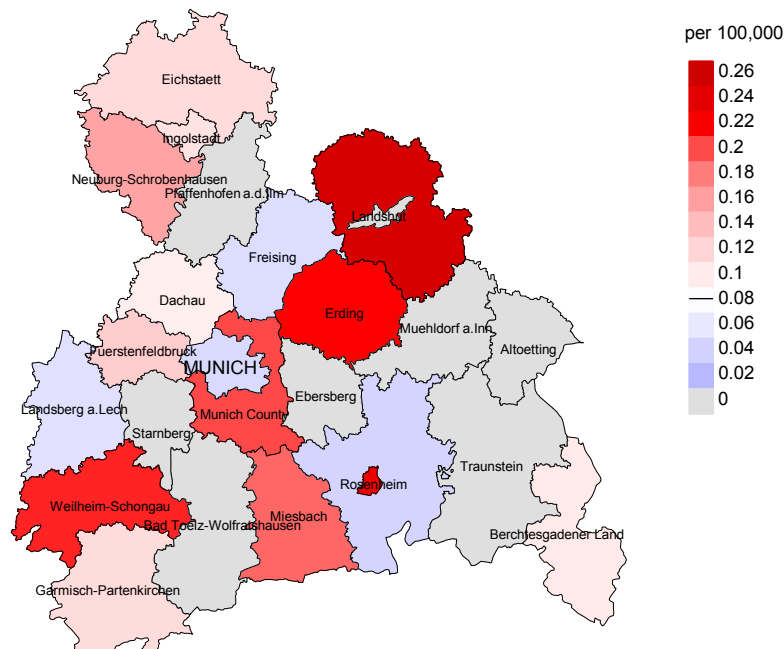 per 100,000
0.26
0.24
0.22
0.2
0.18
0.16
0.14
0.12
0.1
0.08
0.06
0.04
0.02
0
Eichstaett
Ingolstadt
Neuburg-Schrobenhausen
Pfaffenhofen a.d.Ilm
Landshut
Freising
Dachau
Erding
Muehldorf a.Inn
Altoetting
Fuerstenfeldbruck
MUNICH
Ebersberg
Landsberg a.Lech
Munich County
Starnberg
Traunstein
Rosenheim
Weilheim-Schongau
Miesbach
Bad Toelz-Wolfratshausen
Berchtesgadener Land
Garmisch-Partenkirchen